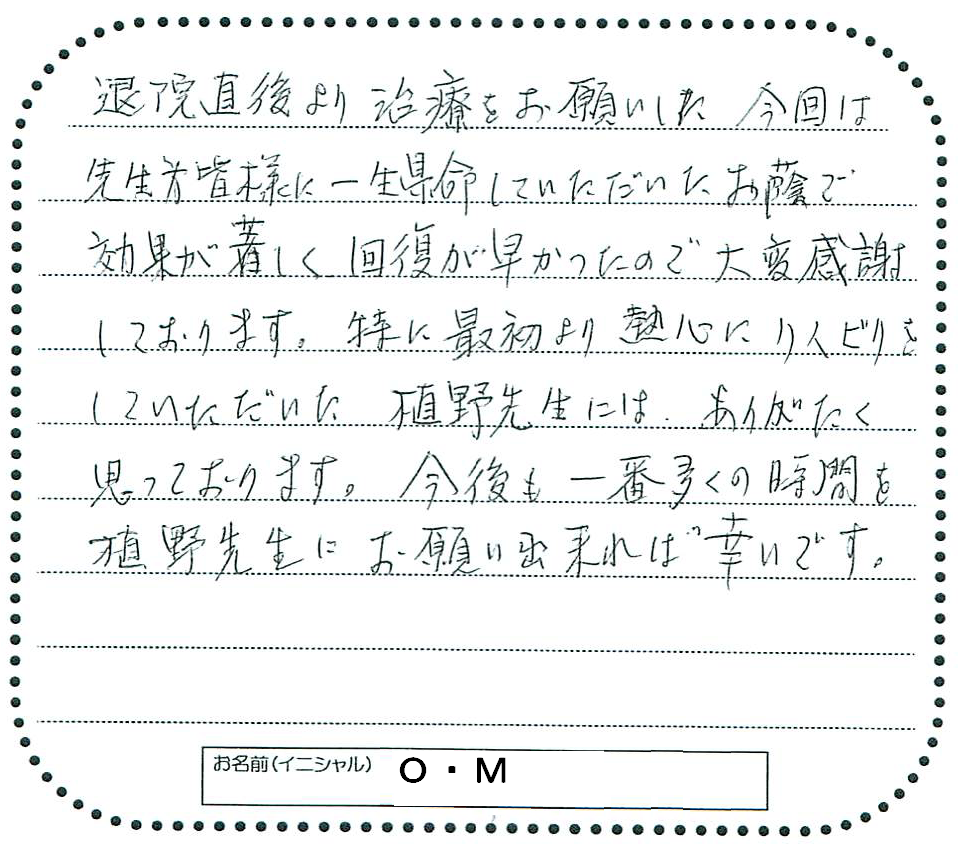 退院直後より治療をお願いした 今回は
先生方皆様に一生県命していただいたお蔭で
効果が著しく回復が早かったので大変感謝
しております。特に最初より熱心にリハビリを
していただいた 植野先生には、ありがたく
思っております。今後も一番多くの時間を
植野先生にお願い出来れば幸いです。
お名前(イニシャル) O・M